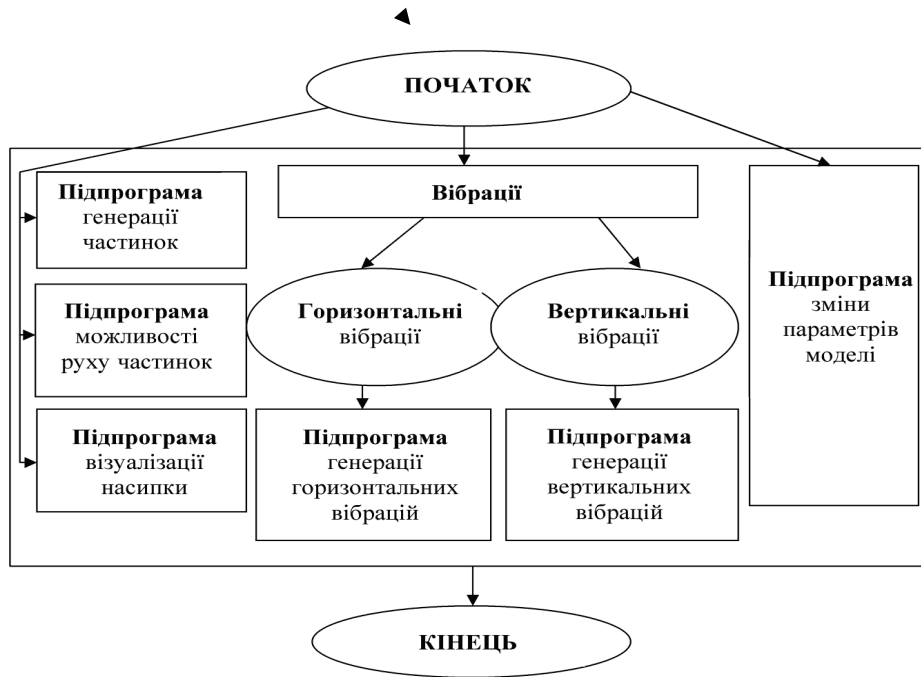 ПОЧАТОК
Підпрограма
генерації
частинок
Підпрограма
можливості
руху частинок
Підпрограма
візуалізації
насипки
Вібрації
Горизонтальні
вібрації
Вертикальні
вібрації
Підпрограма
генерації
горизонтальних
вібрацій
Підпрограма
генерації
вертикальних
вібрацій
Підпрограма
зміни
параметрів
моделі
КІНЕЦЬ